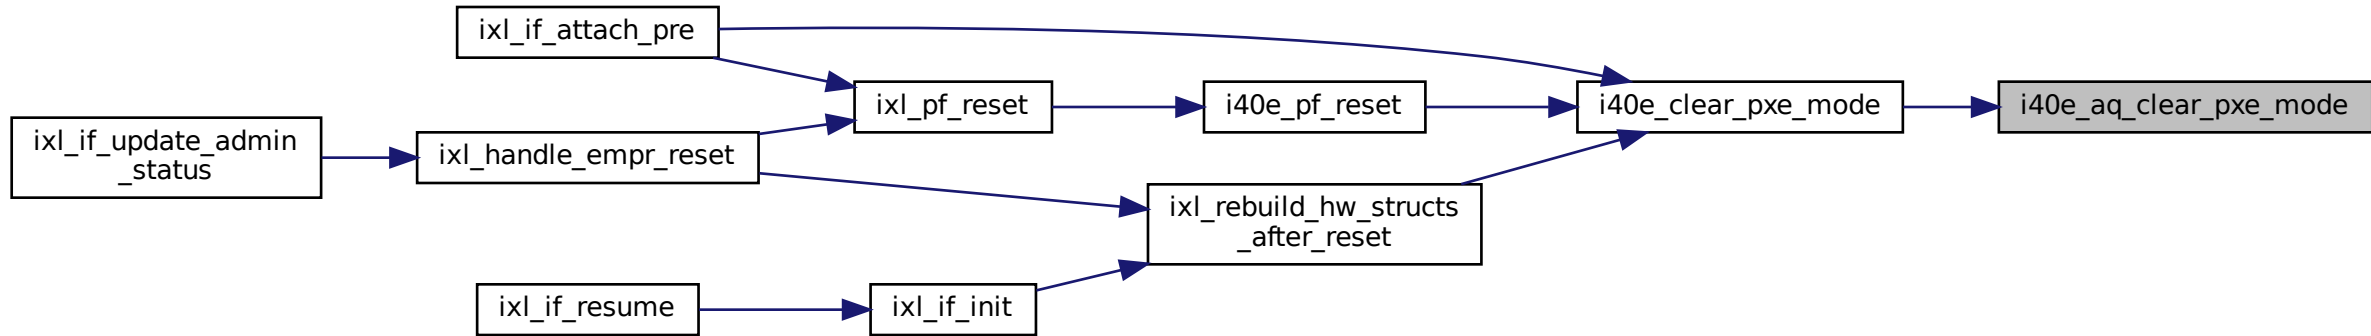 ixl_if_attach_pre
ixl_pf_reset
i40e_pf_reset
i40e_clear_pxe_mode
i40e_aq_clear_pxe_mode
ixl_if_update_admin
_status
ixl_handle_empr_reset
ixl_rebuild_hw_structs
_after_reset
ixl_if_resume
ixl_if_init